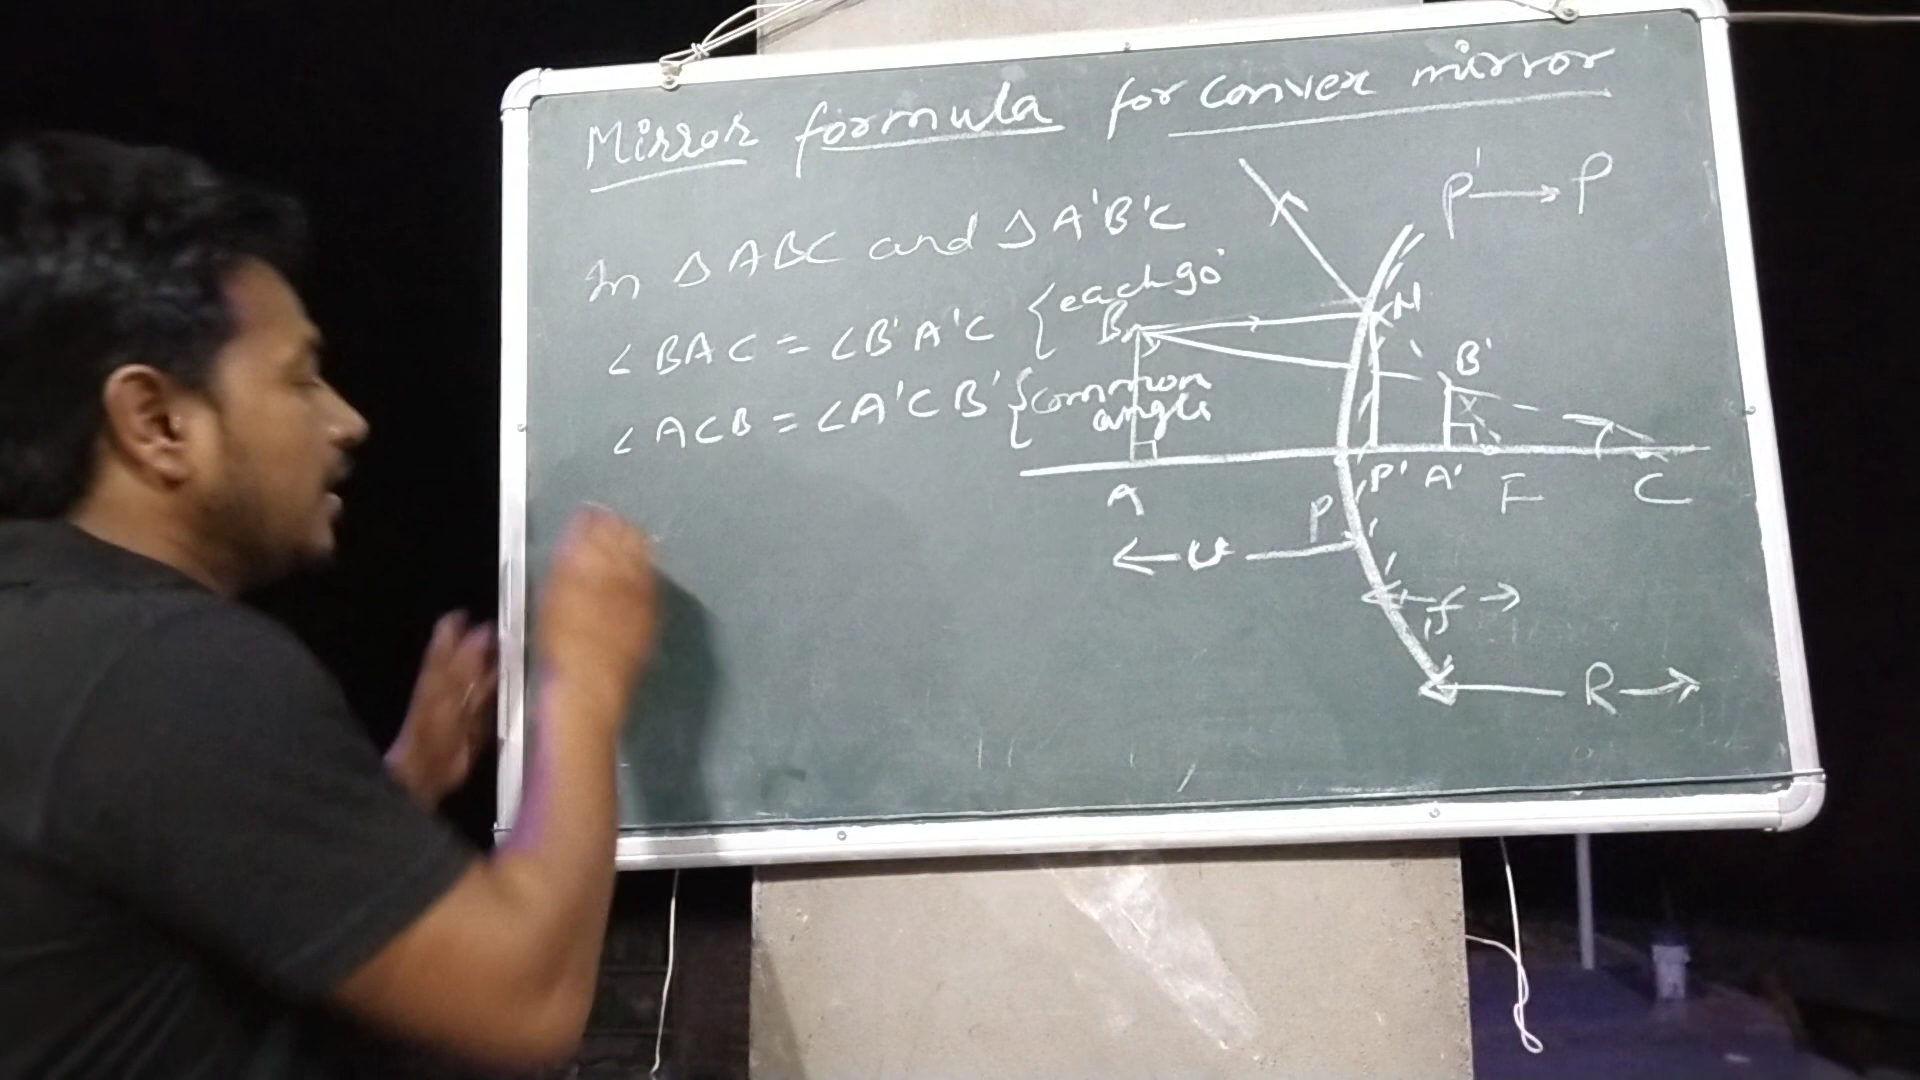 Mirror formula for convex mirror
In Δ ABC and Δ A'B'C
∠BAC = ∠B'A'C { each 90°
∠ACB = ∠A'CB' { common angle
P' → P
B
N
B'
A
P
P'
A'
F
C
u
f
R